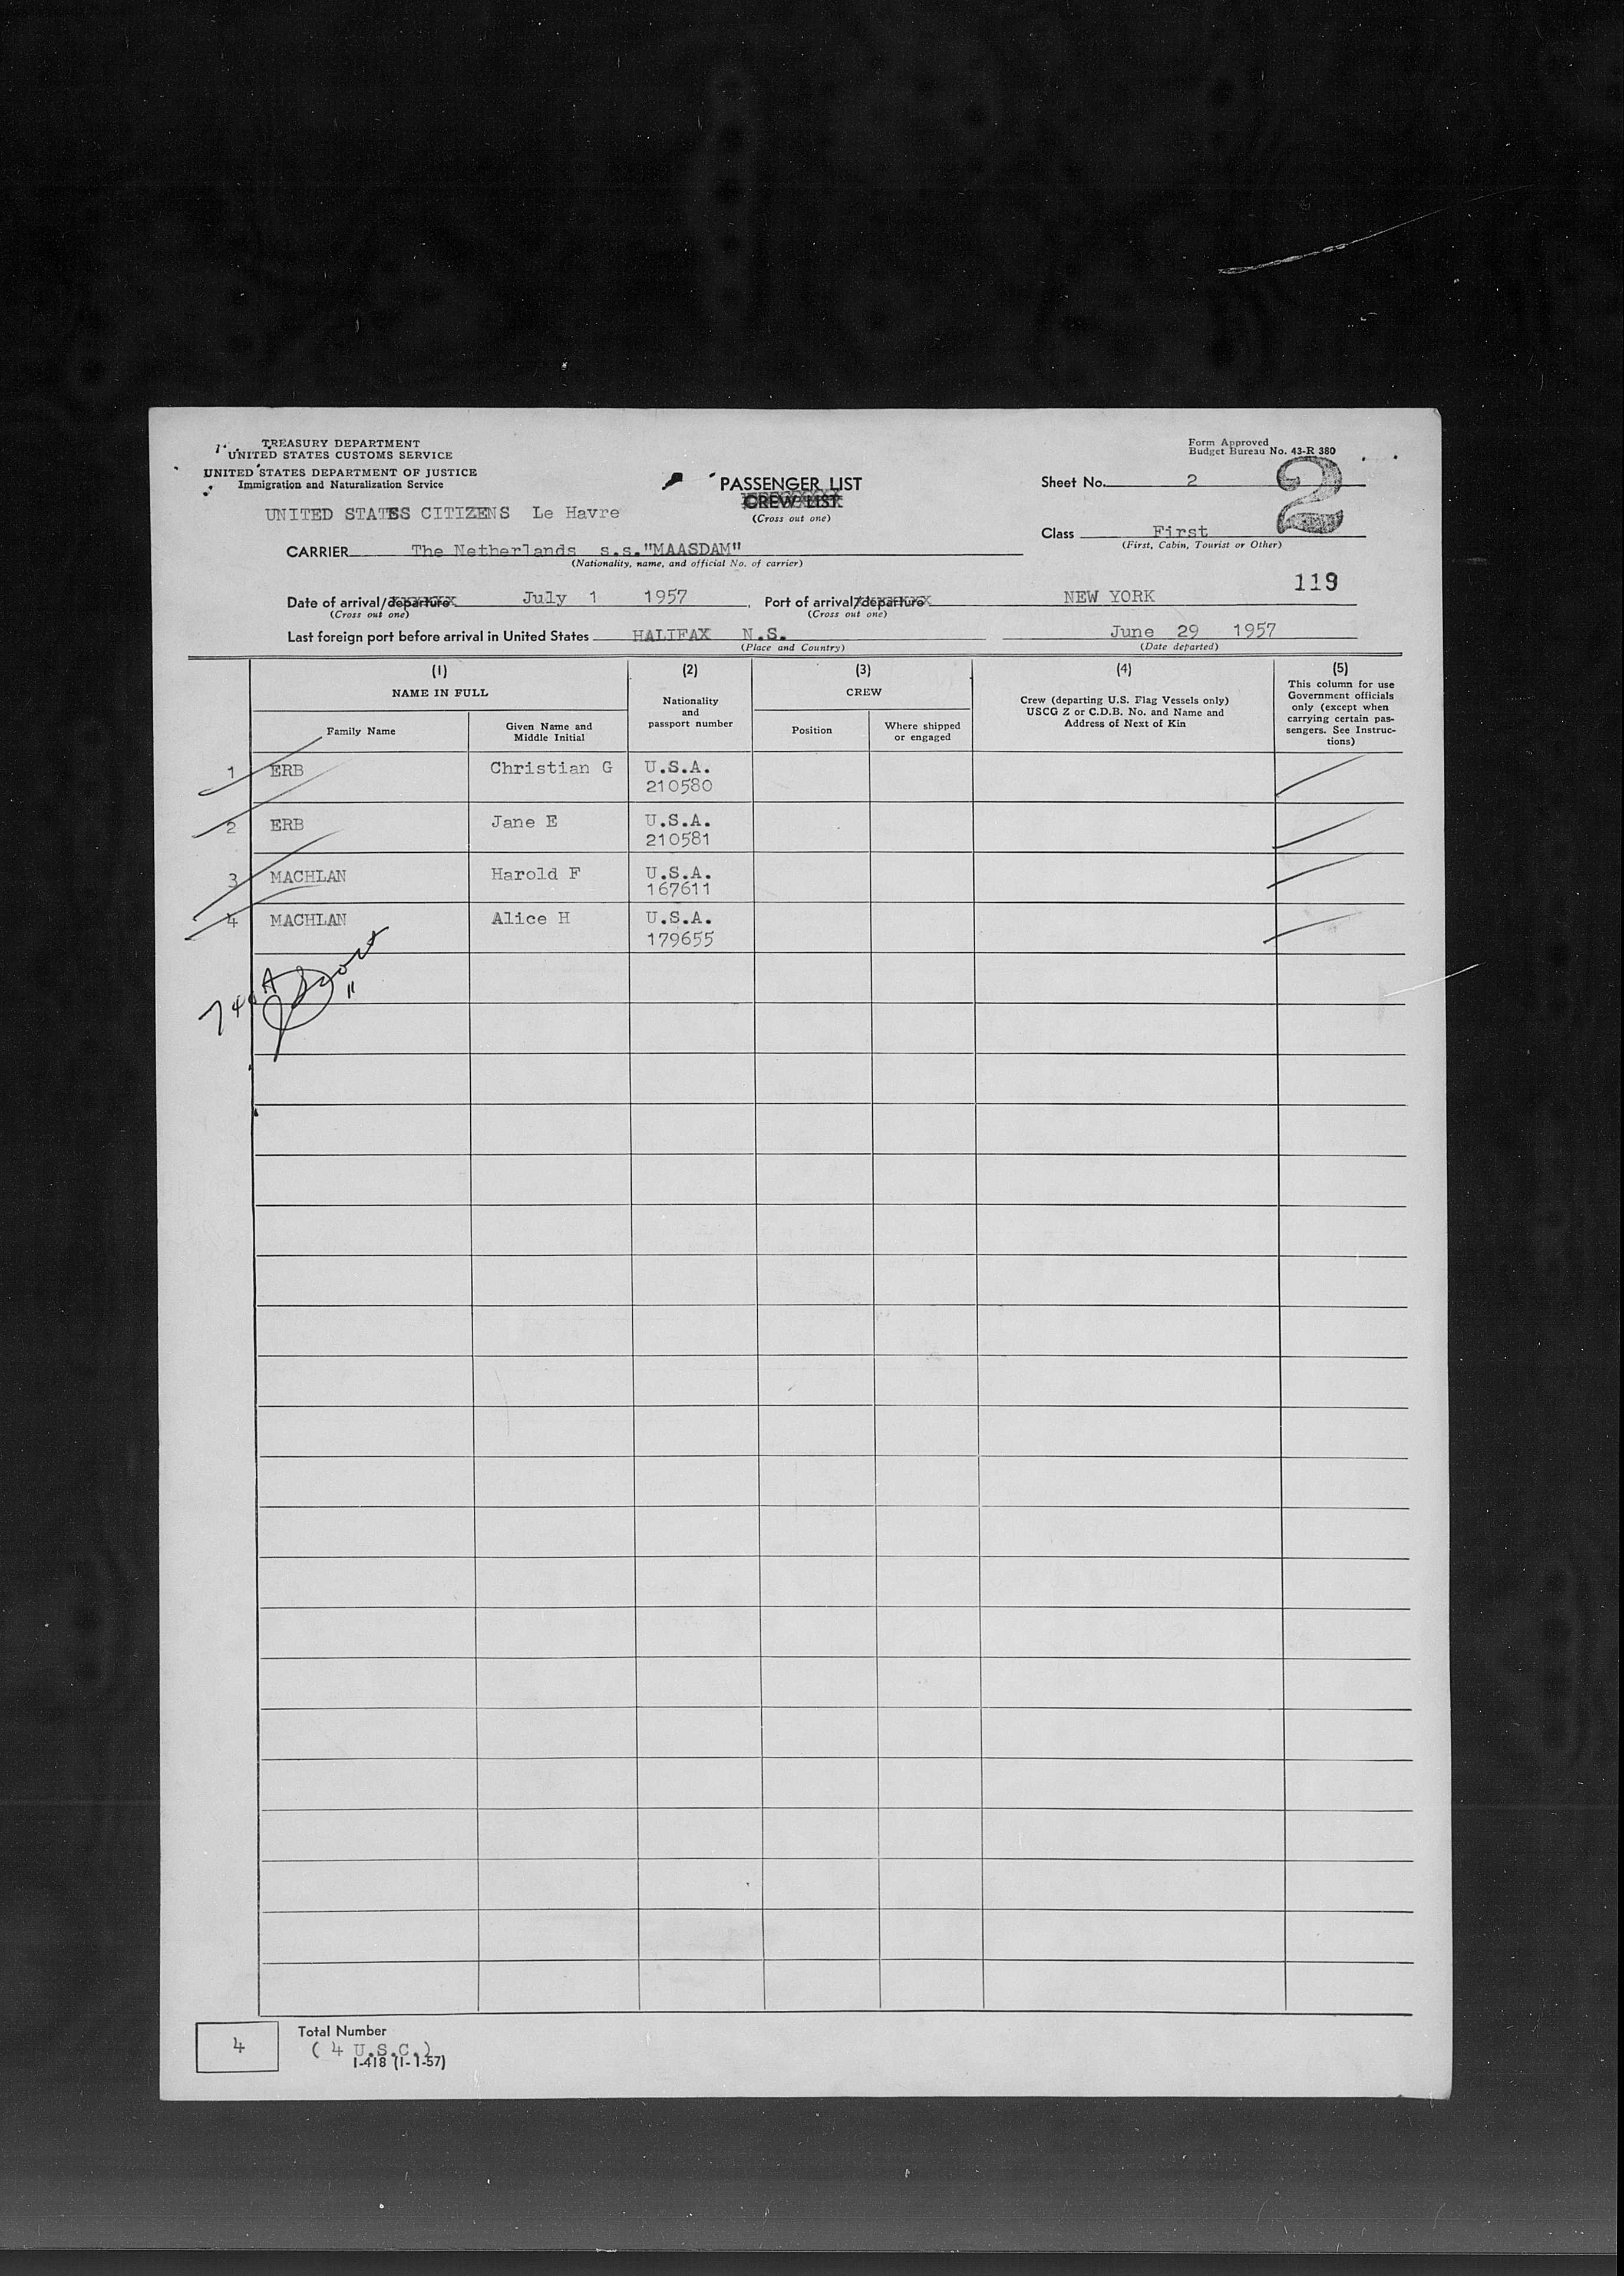 TREASURY DEPARTMENT
UNITED STATES CUSTOMS SERVICE
UNITED STATES DEPARTMENT OF JUSTICE
Immigration and Naturalization Service
Form Approved
Budget Bureau No. 43-R 380
PASSENGER LIST
CREW LIST
(Cross out one)
Sheet No. 2
2
UNITED STATES CITIZENS Le Havre
Class First
(First, Cabin, Tourist or Other)
CARRIER The Netherlands s.s."MAASDAM"
(Nationality, name, and official No. of carrier)
119
Date of arrival/departure July 1 1957, Port of arrival/departure NEW YORK
(Cross out one) (Cross out one)
Last foreign port before arrival in United States HALIFAX N.S. June 29 1957
(Place and Country) (Date departed)
(1) (2) (3) (4) (5)
NAME IN FULL
Family Name
Given Name and
Middle Initial
Nationality
and
passport number
CREW
Position
Where shipped
or engaged
Crew (departing U.S. Flag Vessels only)
USCG Z or C.D.B. No. and Name and
Address of Next of Kin
This column for use
Government officials
only (except when
carrying certain pas-
sengers. See Instruc-
tions)
1 ERB Christian G U.S.A.
210580
2 ERB Jane E U.S.A.
210581
3 MACHLAN Harold F U.S.A.
167611
4 MACHLAN Alice H U.S.A.
179655
4
Total Number
( 4 U.S.C.)
I-418 (1-1-57)